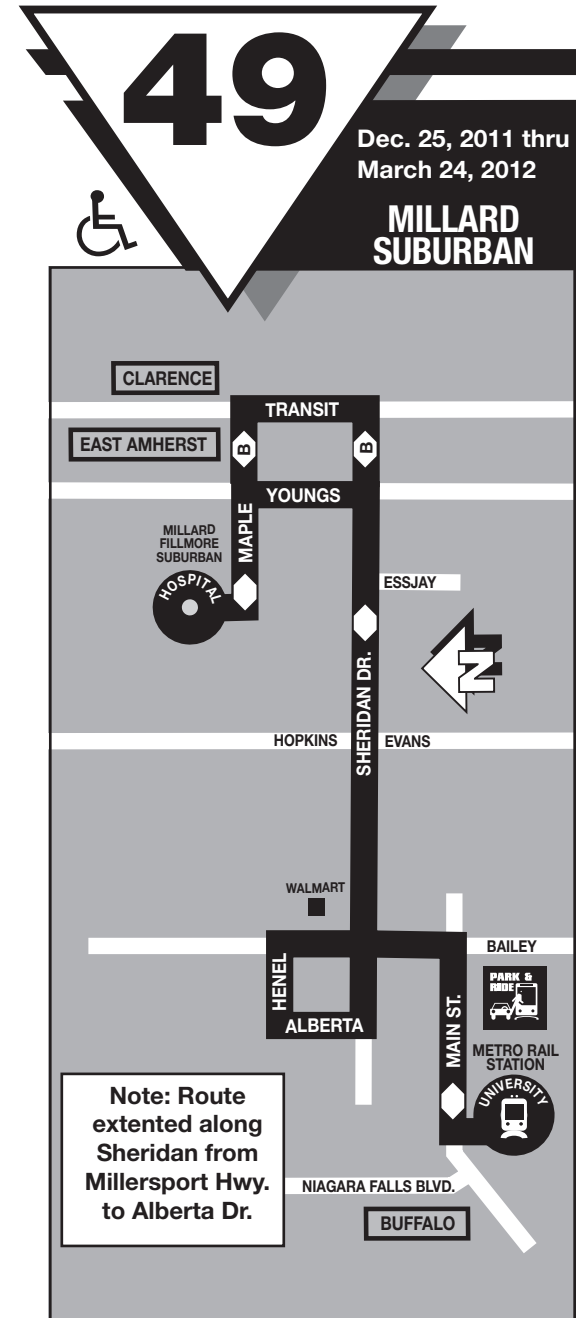 49
Dec. 25, 2011 thru
March 24, 2012
MILLARD
SUBURBAN
CLARENCE
TRANSIT
EAST AMHERST
B
B
YOUNGS
MAPLE
MILLARD
FILLMORE
SUBURBAN
HOSPITAL
ESSJAY
N
SHERIDAN DR.
HOPKINS
EVANS
WALMART
BAILEY
HENEL
PARK &
RIDE
ALBERTA
MAIN ST.
METRO RAIL
STATION
UNIVERSITY
Note: Route
extented along
Sheridan from
Millersport Hwy.
to Alberta Dr.
NIAGARA FALLS BLVD.
BUFFALO